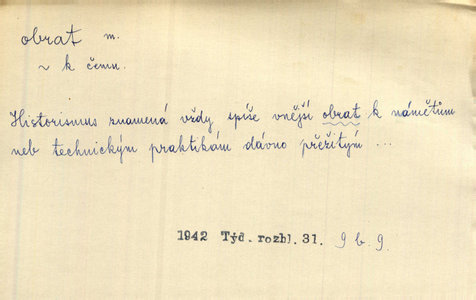 obrat m.
~ k čemu.
Historismus znamená vždy spíše vnější obrat k námětům
neb technickým praktikám dávno přežitým ...
1942 Týd. rozhl. 31. 9 b. 9.